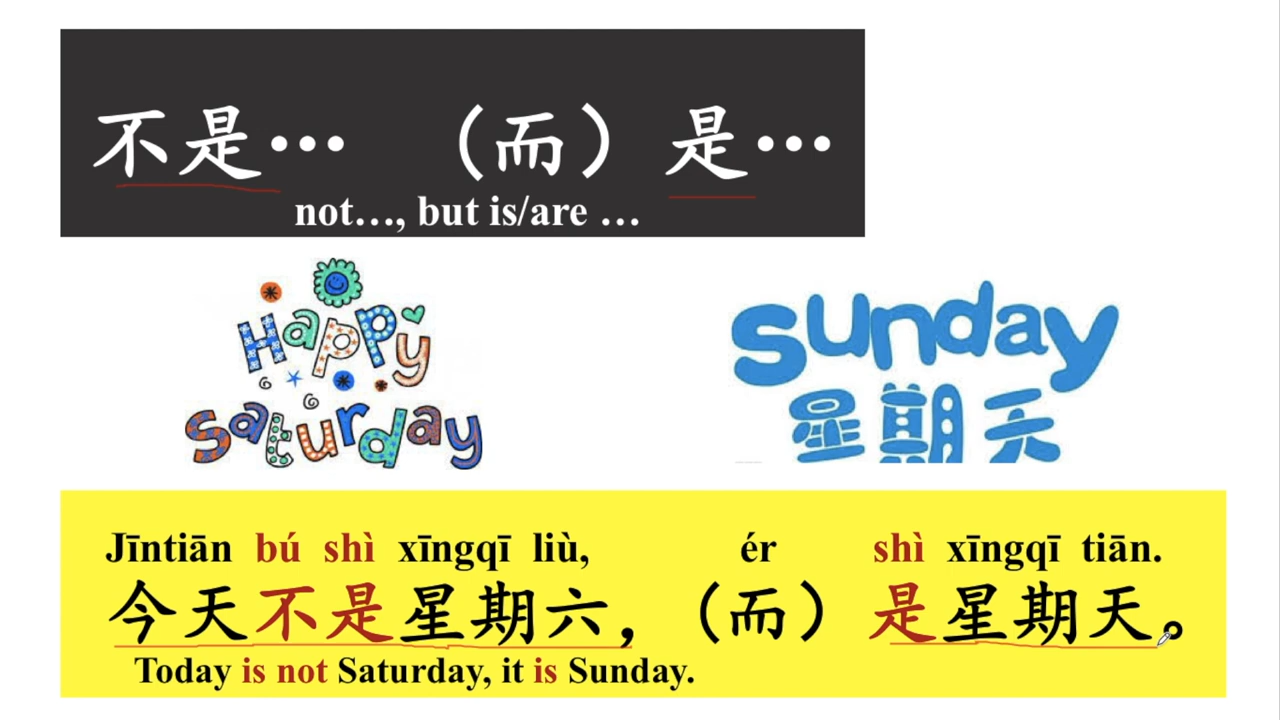 不是… （而）是…
not…, but is/are …
Happy
Saturday
sunday
星期天
Jīntiān bú shì xīngqī liù, ér shì xīngqī tiān.
今天不是星期六，（而）是星期天。
Today is not Saturday, it is Sunday.